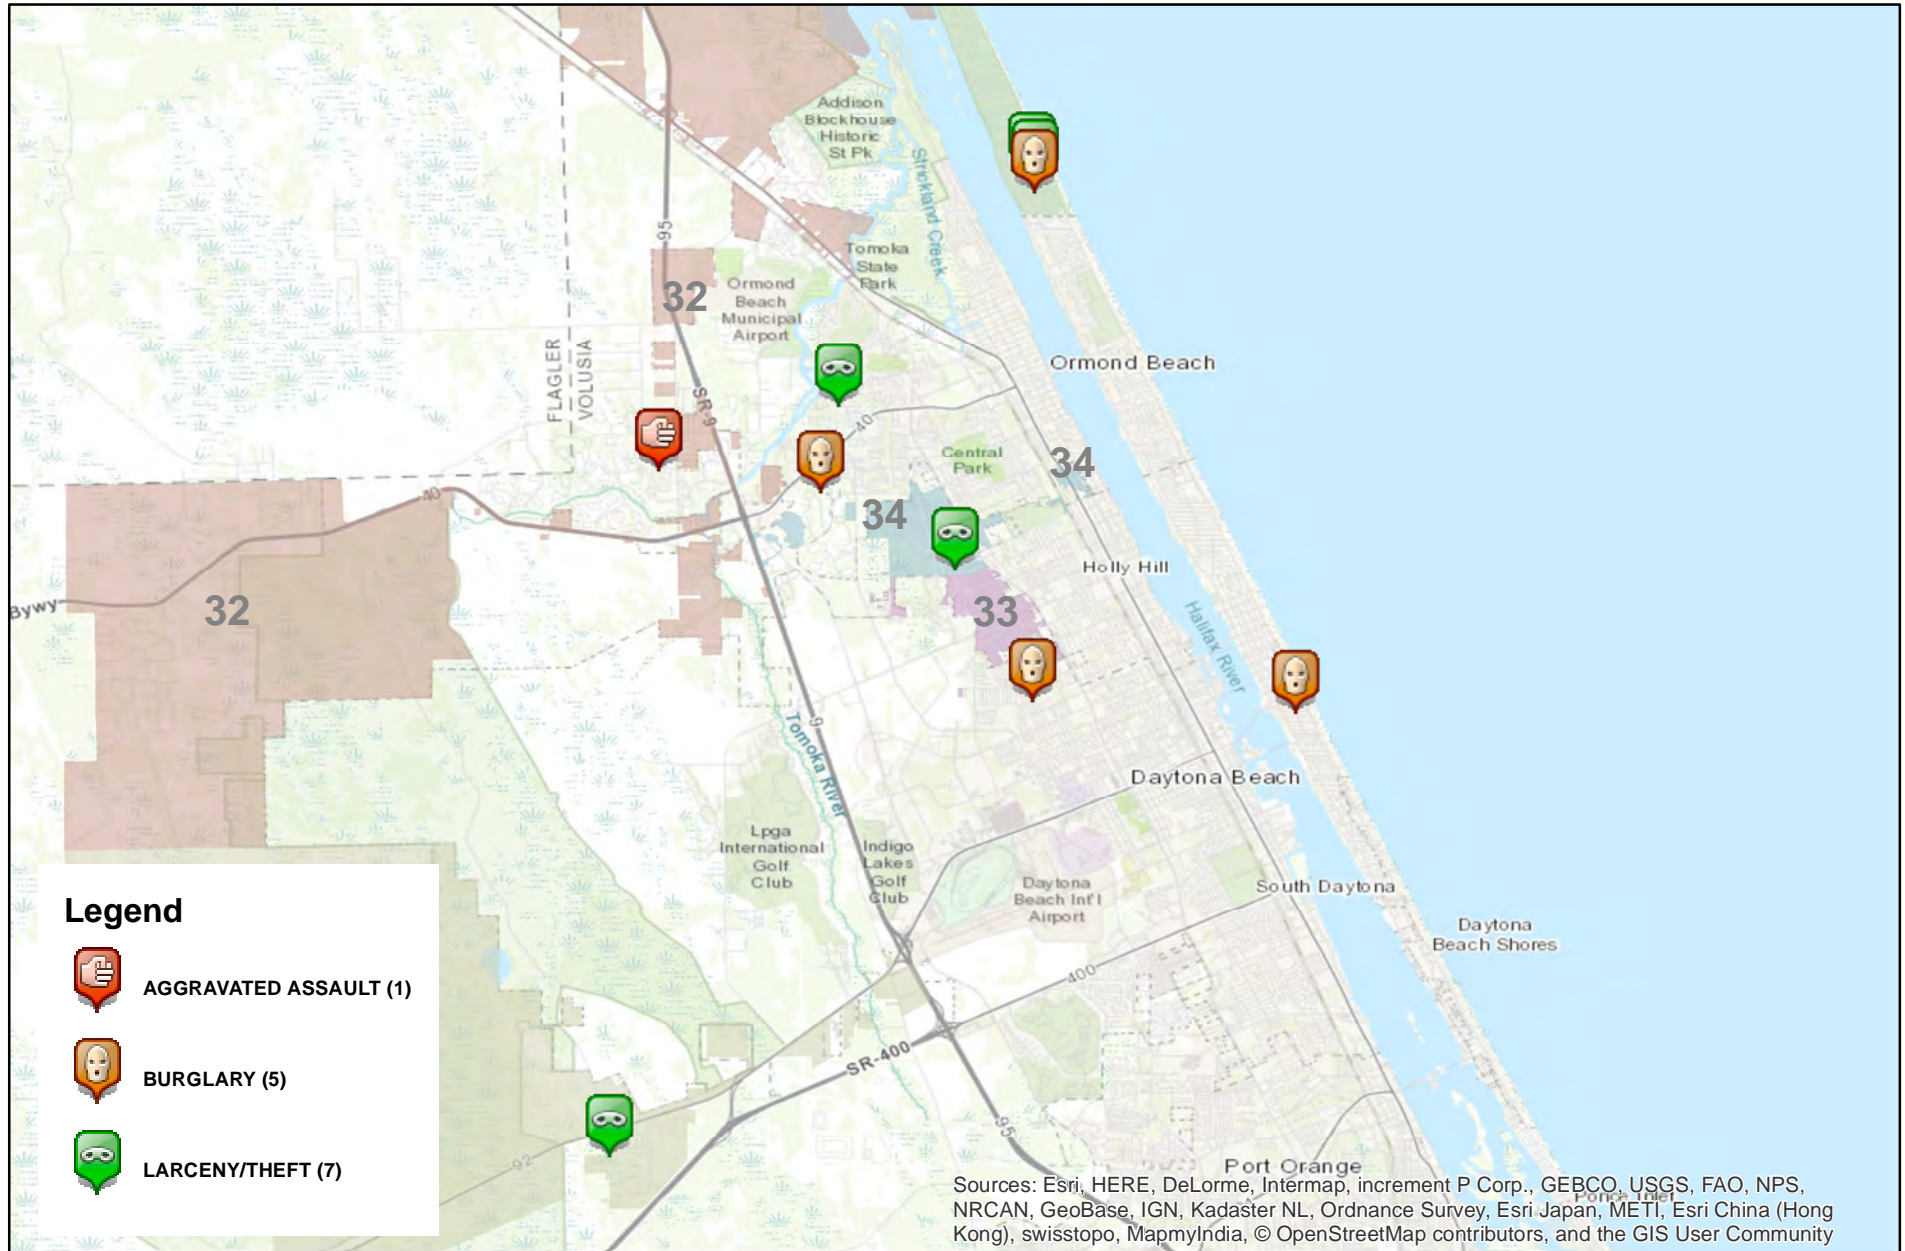 Addison
Blockhouse
Historic
St Pk
Strickland Creek
95
Tomoka
State
Park
32
Ormond
Beach
Municipal
Airport
FLAGLER
VOLUSIA
SR-9
Ormond Beach
40
Central
Park
34
40
34
Holly Hill
Bywy
32
33
Halifax River
9
Tomoka River
Daytona Beach
Lpga
International
Golf
Club
Indigo
Lakes
Golf
Club
Daytona
Beach Int'l
Airport
South Daytona
Daytona
Beach Shores
Legend
AGGRAVATED ASSAULT (1)
BURGLARY (5)
LARCENY/THEFT (7)
400
SR-400
95
92
Port Orange
Ponce Inlet
Sources: Esri, HERE, DeLorme, Intermap, increment P Corp., GEBCO, USGS, FAO, NPS,
NRCAN, GeoBase, IGN, Kadaster NL, Ordnance Survey, Esri Japan, METI, Esri China (Hong
Kong), swisstopo, MapmyIndia, © OpenStreetMap contributors, and the GIS User Community